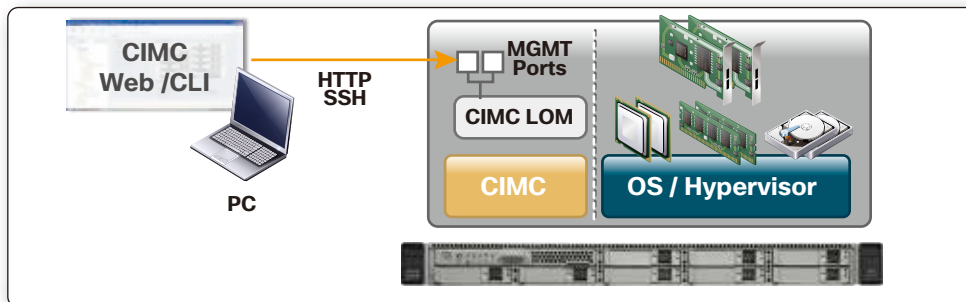 CIMC
Web /CLI
HTTP
SSH
PC
MGMT
Ports
CIMC LOM
CIMC
OS / Hypervisor